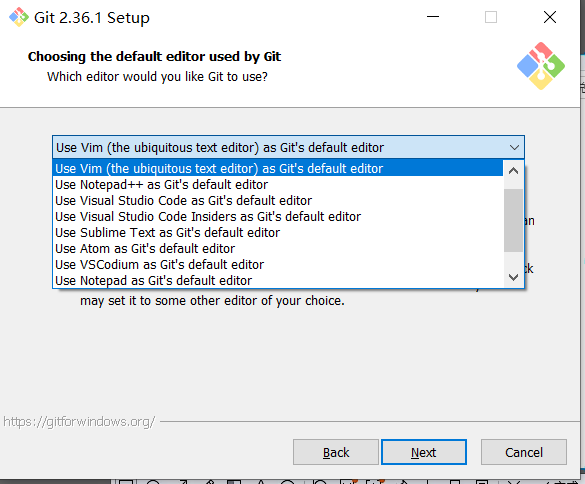 Git 2.36.1 Setup
Choosing the default editor used by Git
Which editor would you like Git to use?
Use Vim (the ubiquitous text editor) as Git's default editor
Use Vim (the ubiquitous text editor) as Git's default editor
Use Notepad++ as Git's default editor
Use Visual Studio Code as Git's default editor
Use Visual Studio Code Insiders as Git's default editor
an
Use Sublime Text as Git's default editor
Use Atom as Git's default editor
Use VSCodium as Git's default editor
Use Notepad as Git's default editor
may set it to some other editor of your choice.
https://gitforwindows.org/
Back
Next
Cancel